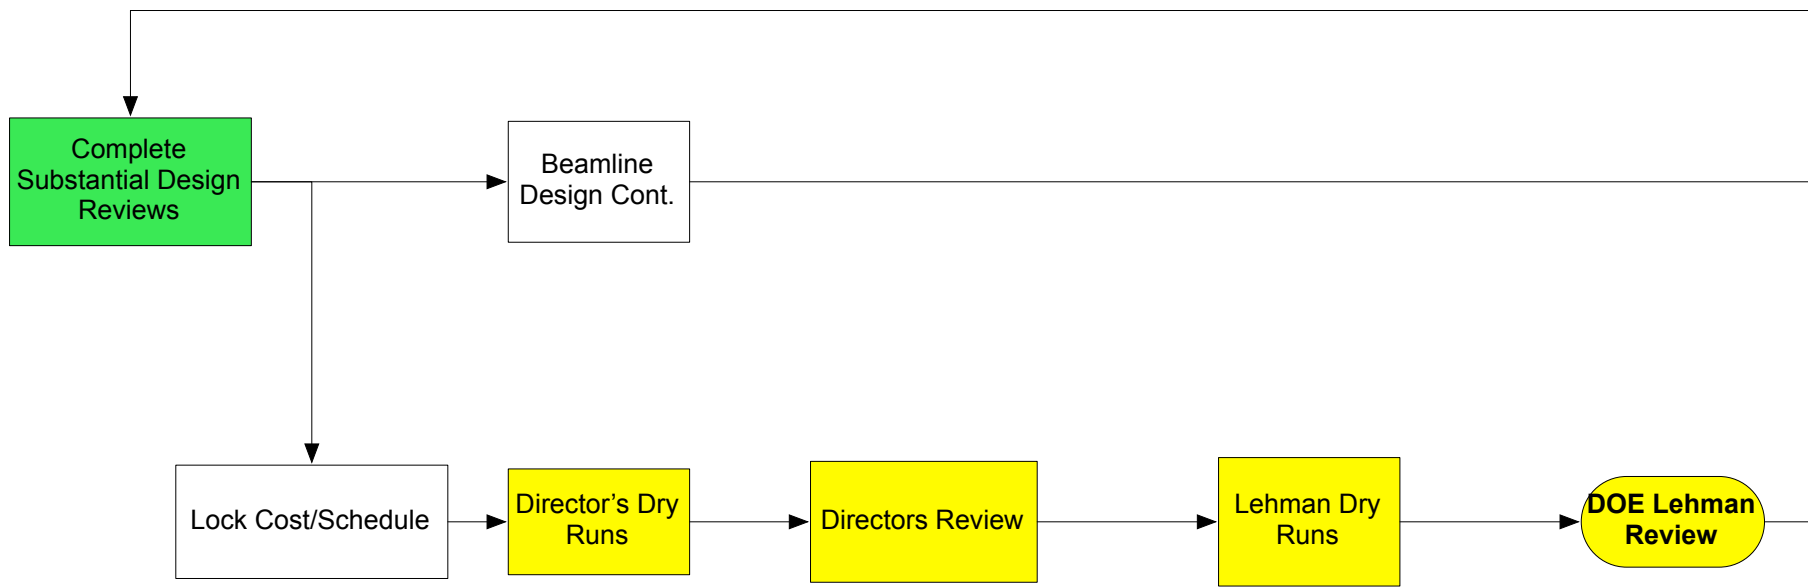 Complete
Substantial Design
Reviews
Beamline
Design Cont.
Lock Cost/Schedule
Director’s Dry
Runs
Directors Review
Lehman Dry
Runs
DOE Lehman
Review